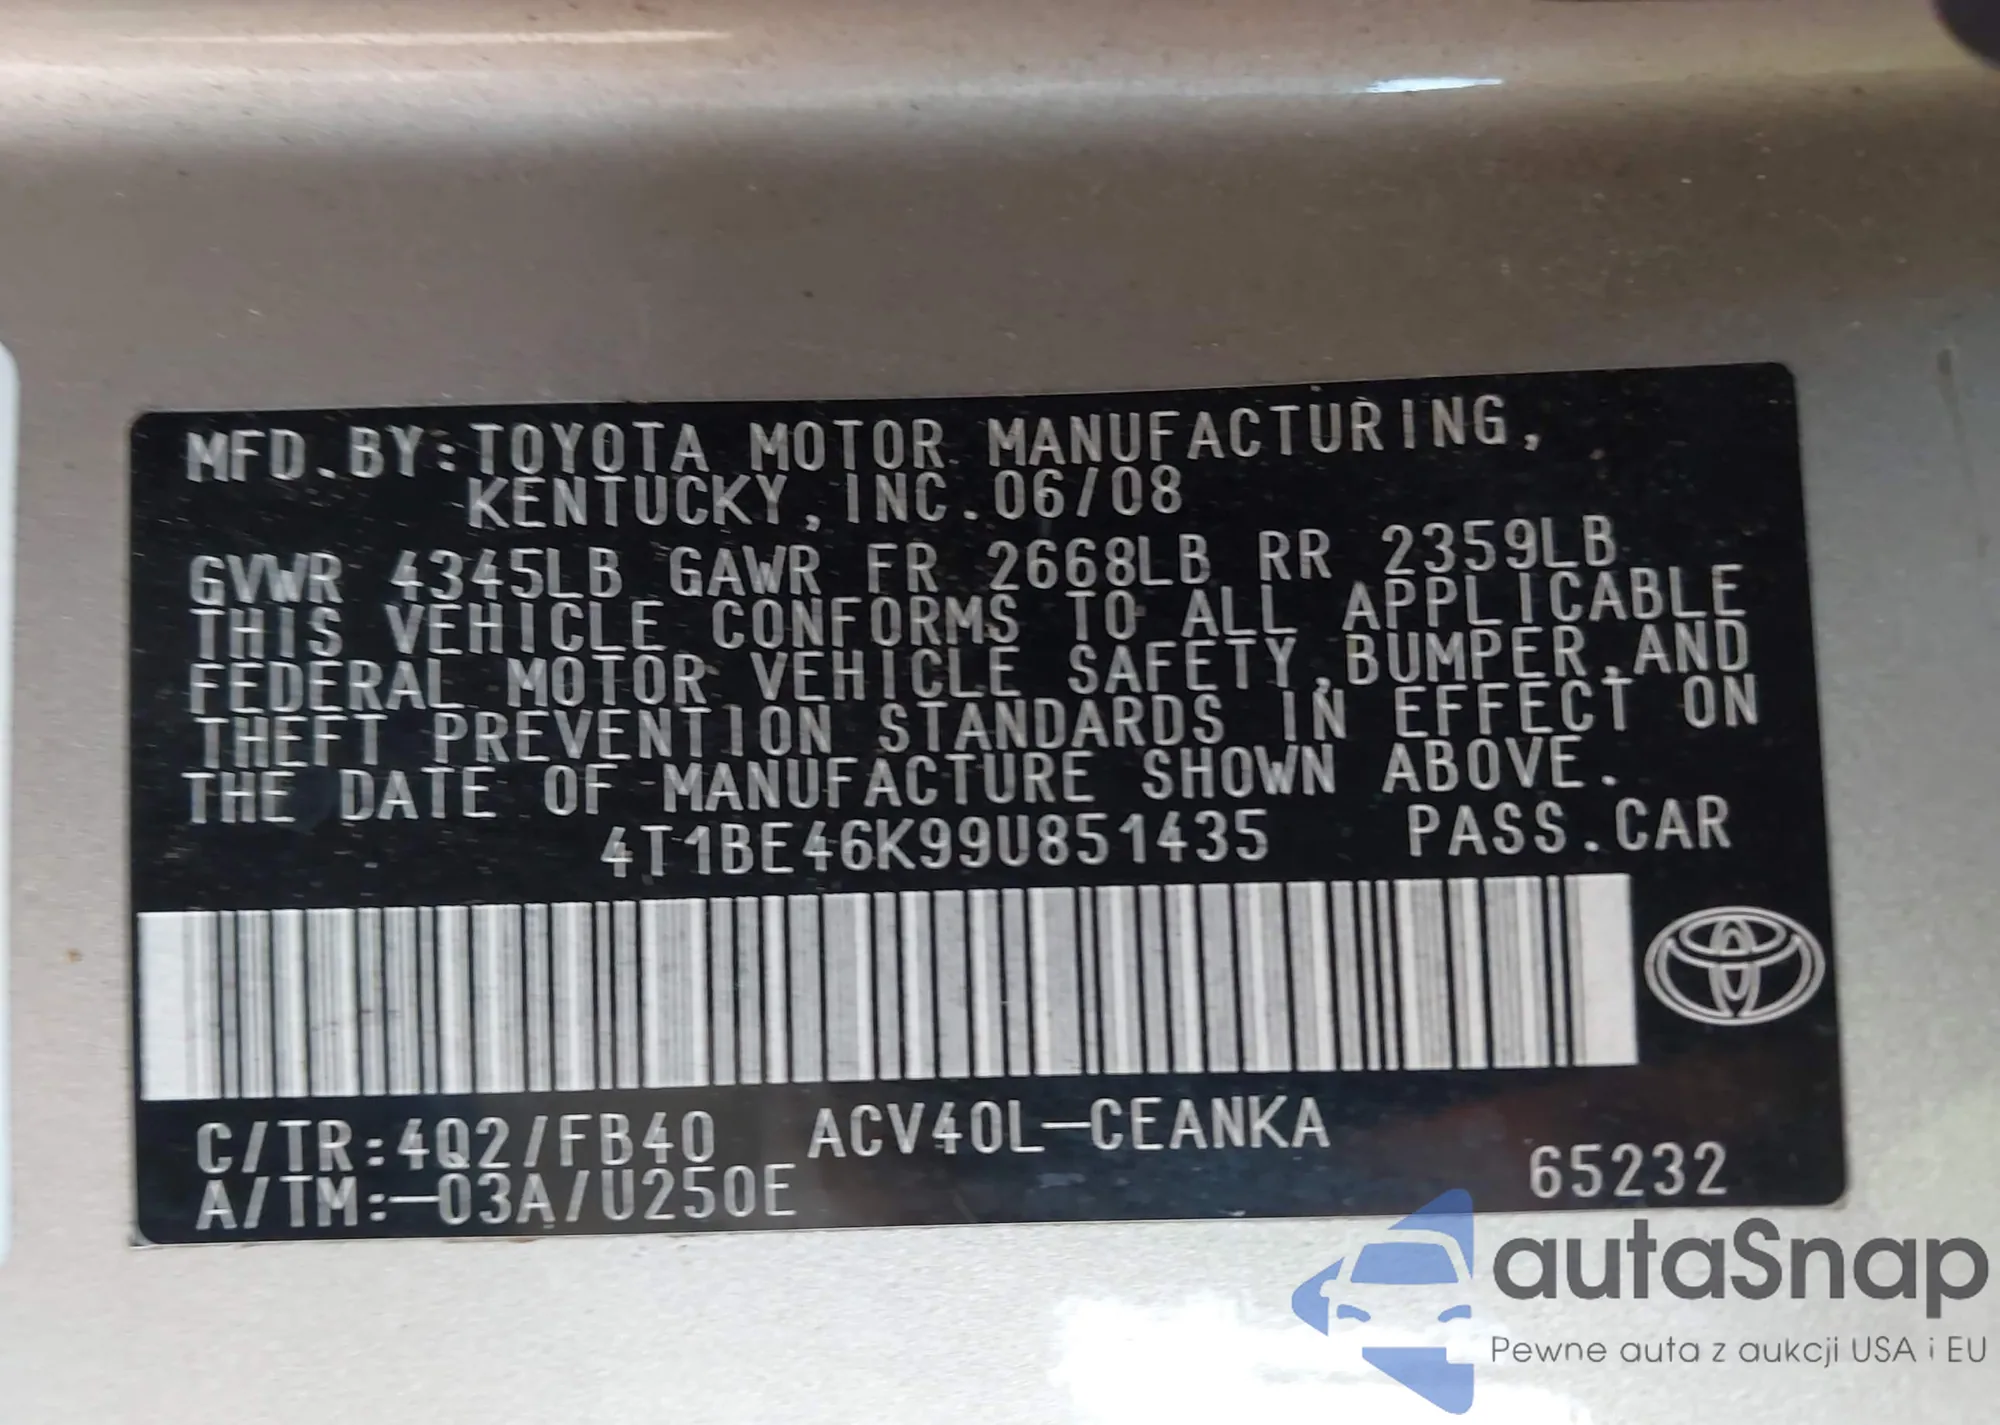 MFD.BY:TOYOTA MOTOR MANUFACTURING,
KENTUCKY, INC.06/08
GVWR 4345LB GAWR FR 2668LB RR 2359LB
THIS VEHICLE CONFORMS TO ALL APPLICABLE
FEDERAL MOTOR VEHICLE SAFETY,BUMPER,AND
THEFT PREVENTION STANDARDS IN EFFECT ON
THE DATE OF MANUFACTURE SHOWN ABOVE.
4T1BE46K99U851435 PASS.CAR
C/TR:4Q2/FB40 ACV40L-CEANKA
A/TM:-03A/U250E 65232
autaSnap
Pewne auta z aukcji USA i EU